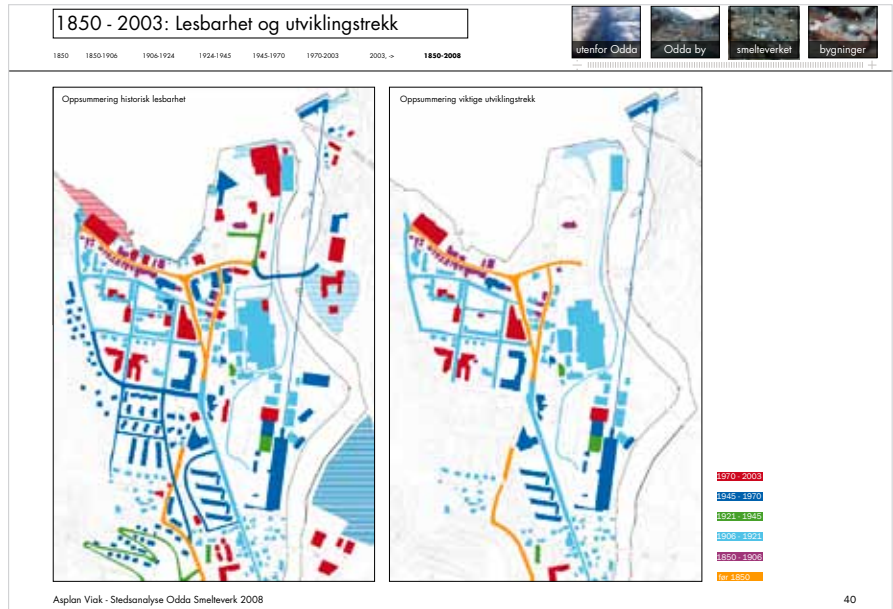 1850 - 2003: Lesbarhet og utviklingstrekk
1850 1850-1906 1906-1924 1924-1945 1945-1970 1970-2003 2003, -> 1850-2008
utenfor Odda Odda by smelteverket bygninger
Oppsummering historisk lesbarhet
Oppsummering viktige utviklingstrekk
1970 - 2003
1945 - 1970
1921 - 1945
1906 - 1921
1850 - 1906
før 1850
Asplan Viak - Stedsanalyse Odda Smelteverk 2008
40